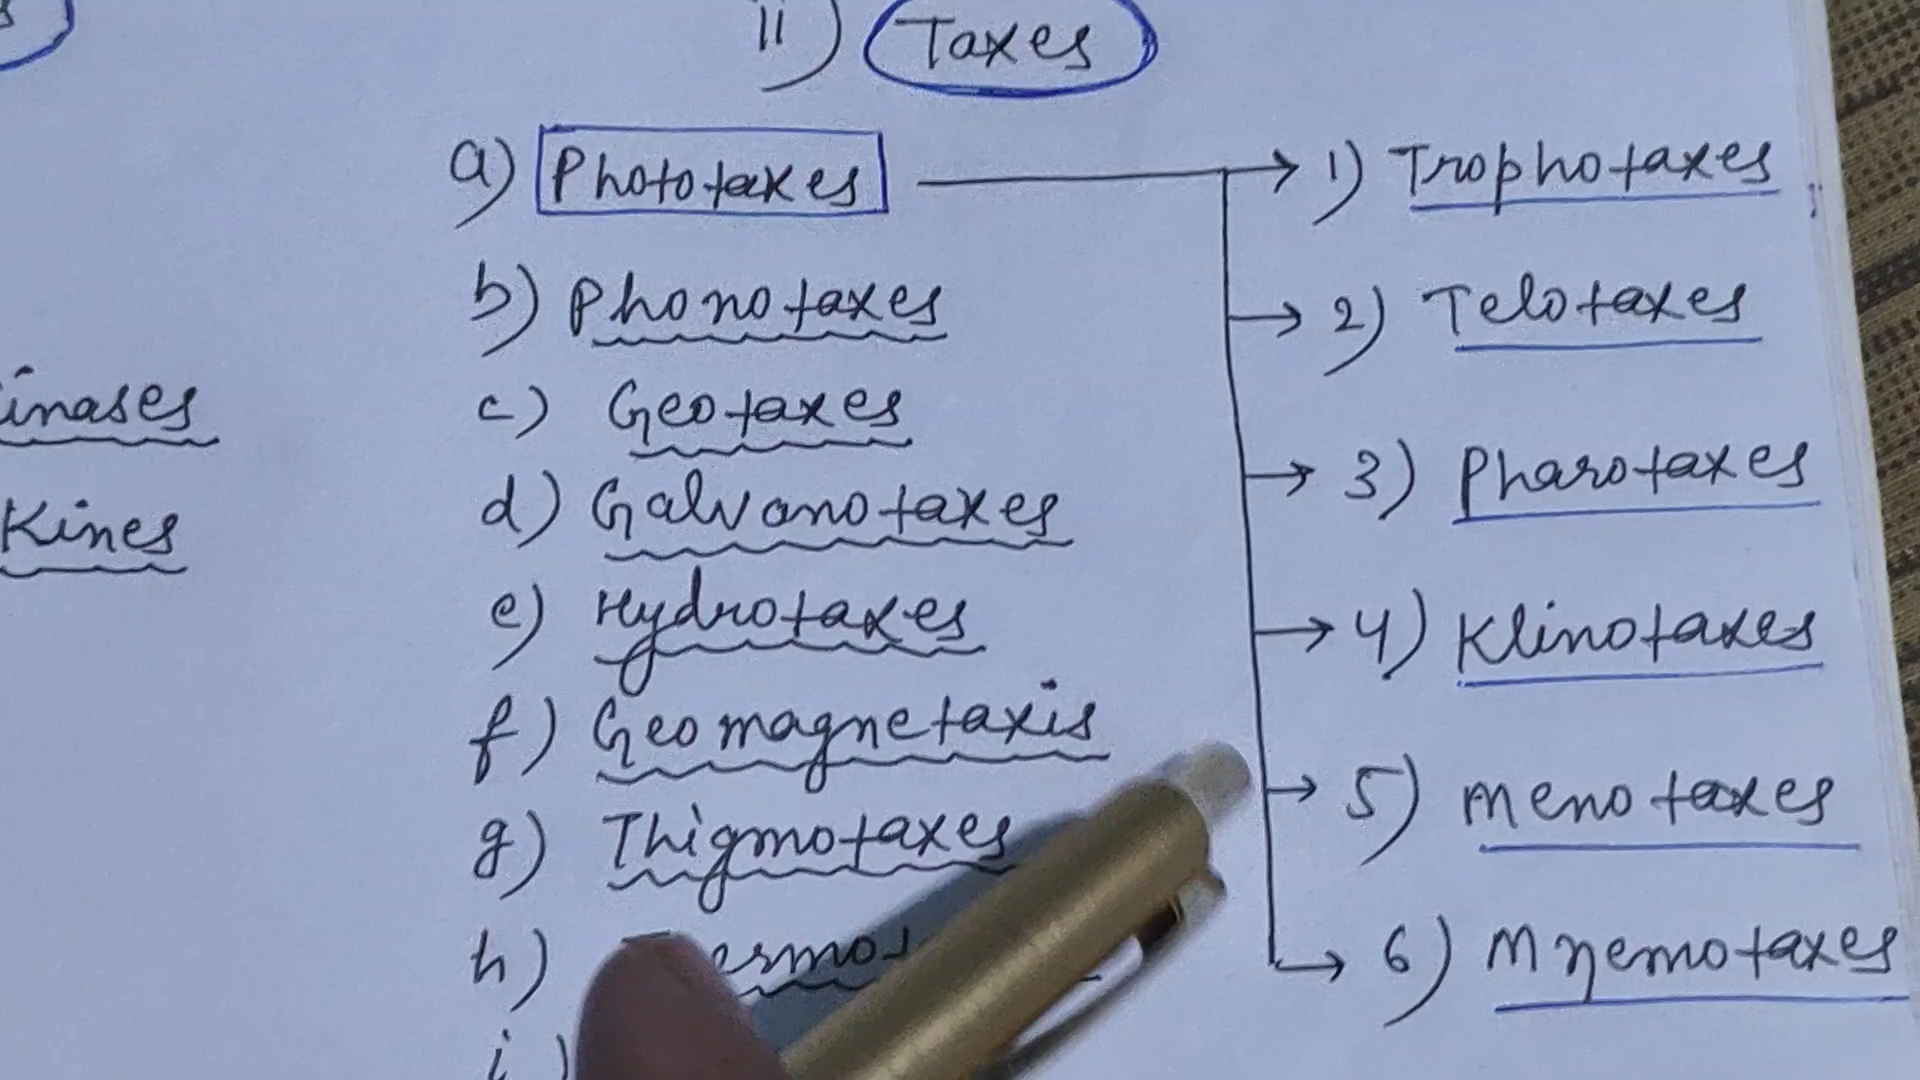 ii) Taxes
a) Phototaxes
1) Trophotaxes
b) Phonotaxes
2) Telotaxes
c) Geotaxes
inases
3) Pharotaxes
d) Galvanotaxes
Kines
e) Hydrotaxes
4) Klinotaxes
f) Geomagnetaxis
g) Thigmotaxes
5) Menotaxes
h)
6) Mnemotaxes
i)